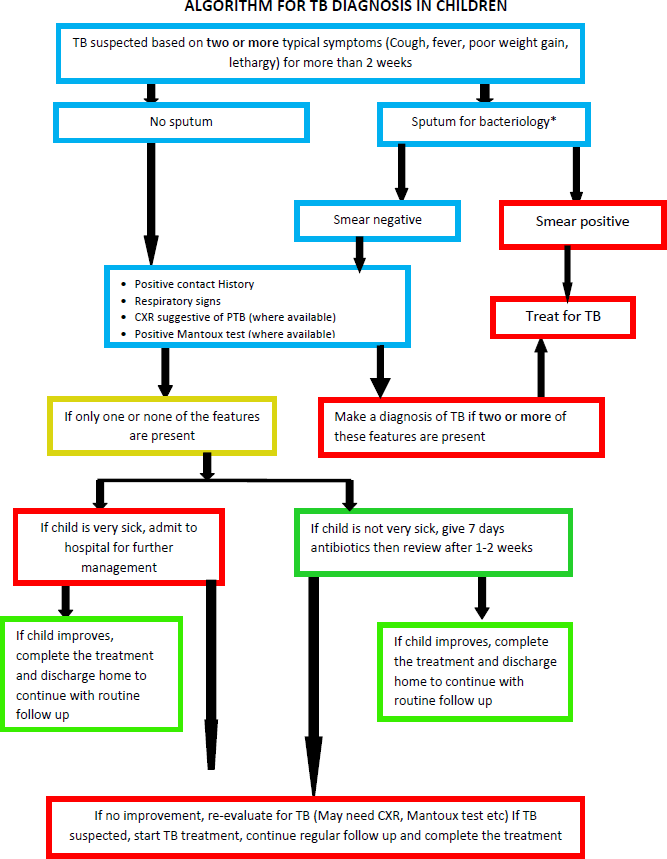 ALGORITHM FOR TB DIAGNOSIS IN CHILDREN
TB suspected based on two or more typical symptoms (Cough, fever, poor weight gain,
lethargy) for more than 2 weeks
No sputum
Sputum for bacteriology*
Smear negative
Smear positive
• Positive contact History
• Respiratory signs
• CXR suggestive of PTB (where available)
• Positive Mantoux test (where available)
Treat for TB
If only one or none of the features
are present
Make a diagnosis of TB if two or more of
these features are present
If child is very sick, admit to
hospital for further
management
If child is not very sick, give 7 days
antibiotics then review after 1-2 weeks
If child improves,
complete the treatment
and discharge home to
continue with routine
follow up
If child improves, complete
the treatment and discharge
home to continue with
routine follow up
If no improvement, re-evaluate for TB (May need CXR, Mantoux test etc) If TB
suspected, start TB treatment, continue regular follow up and complete the treatment